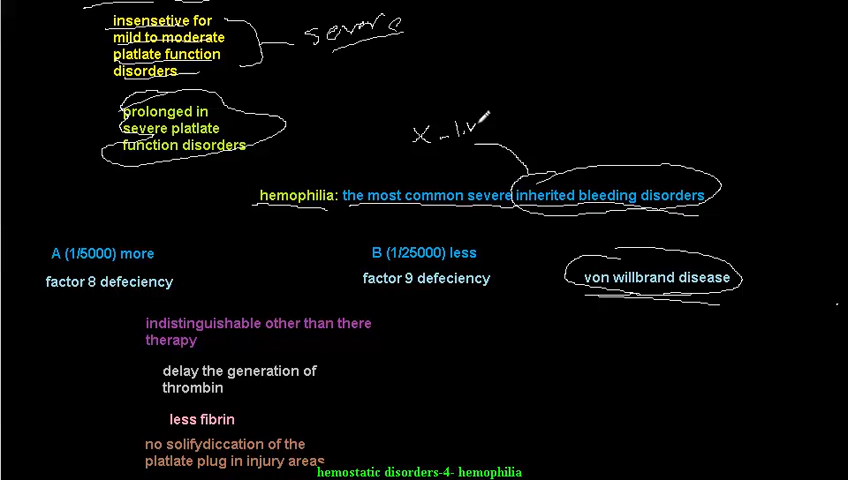 insensetive for
mild to moderate
platlate function
disorders
severe
prolonged in
severe platlate
function disorders
X-
hemophilia: the most common severe inherited bleeding disorders
A (1/5000) more
B (1/25000) less
factor 8 defeciency
factor 9 defeciency
von willbrand disease
indistinguishable other than there
therapy
delay the generation of
thrombin
less fibrin
no solifydiccation of the
platlate plug in injury areas
hemostatic disorders-4- hemophilia